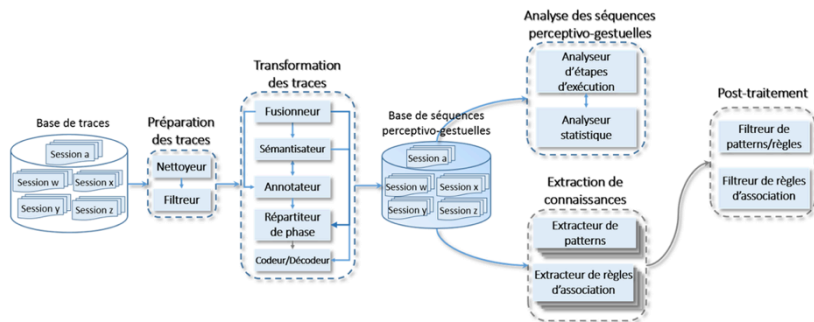 Base de traces
Session a
Session w
Session x
Session y
Session z
Préparation
des traces
Nettoyeur
Filtreur
Transformation
des traces
Fusionneur
Sémantisateur
Annotateur
Répartiteur
de phase
Codeur/Décodeur
Base de séquences
perceptivo-gestuelles
Session a
Session w
Session x
Session y
Session z
Analyse des séquences
perceptivo-gestuelles
Analyseur
d'étapes
d'exécution
Analyseur
statistique
Extraction de
connaissances
Extracteur de
patterns
Extracteur de règles
d'association
Post-traitement
Filtreur de
patterns/règles
Filtreur de règles
d'association